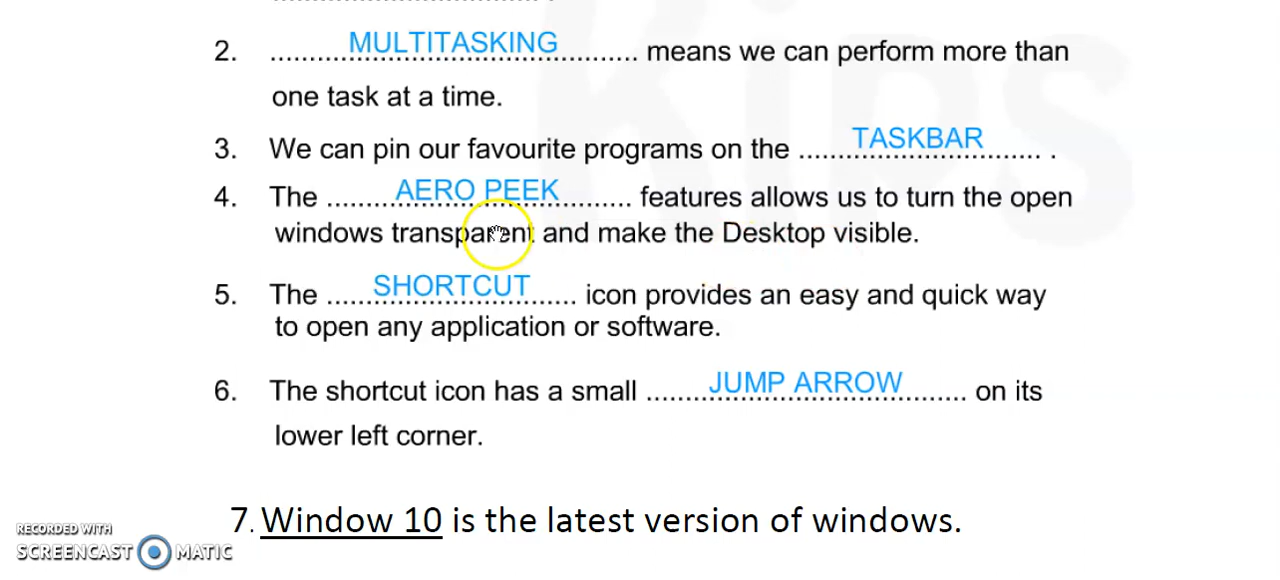 2. MULTITASKING means we can perform more than
one task at a time.
3. We can pin our favourite programs on the TASKBAR .
4. The AERO PEEK features allows us to turn the open
windows transparent and make the Desktop visible.
5. The SHORTCUT icon provides an easy and quick way
to open any application or software.
6. The shortcut icon has a small JUMP ARROW on its
lower left corner.
7. Window 10 is the latest version of windows.
RECORDED WITH
SCREENCAST MATIC
Kips